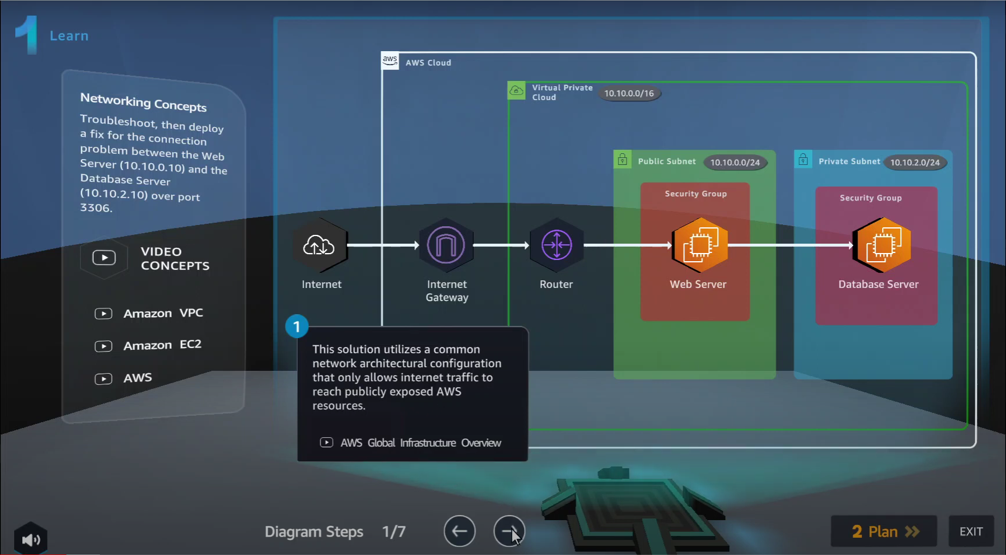 1 Learn
Networking Concepts
Troubleshoot, then deploy
a fix for the connection
problem between the Web
Server (10.10.0.10) and the
Database Server
(10.10.2.10) over port
3306.
VIDEO
CONCEPTS
Amazon VPC
Amazon EC2
AWS
aws AWS Cloud
Virtual Private
Cloud
10.10.0.0/16
Public Subnet 10.10.0.0/24
Security Group
Private Subnet 10.10.2.0/24
Security Group
Internet
Internet
Gateway
Router
Web Server
Database Server
1
This solution utilizes a common
network architectural configuration
that only allows internet traffic to
reach publicly exposed AWS
resources.
AWS Global Infrastructure Overview
Diagram Steps 1/7
2 Plan
EXIT